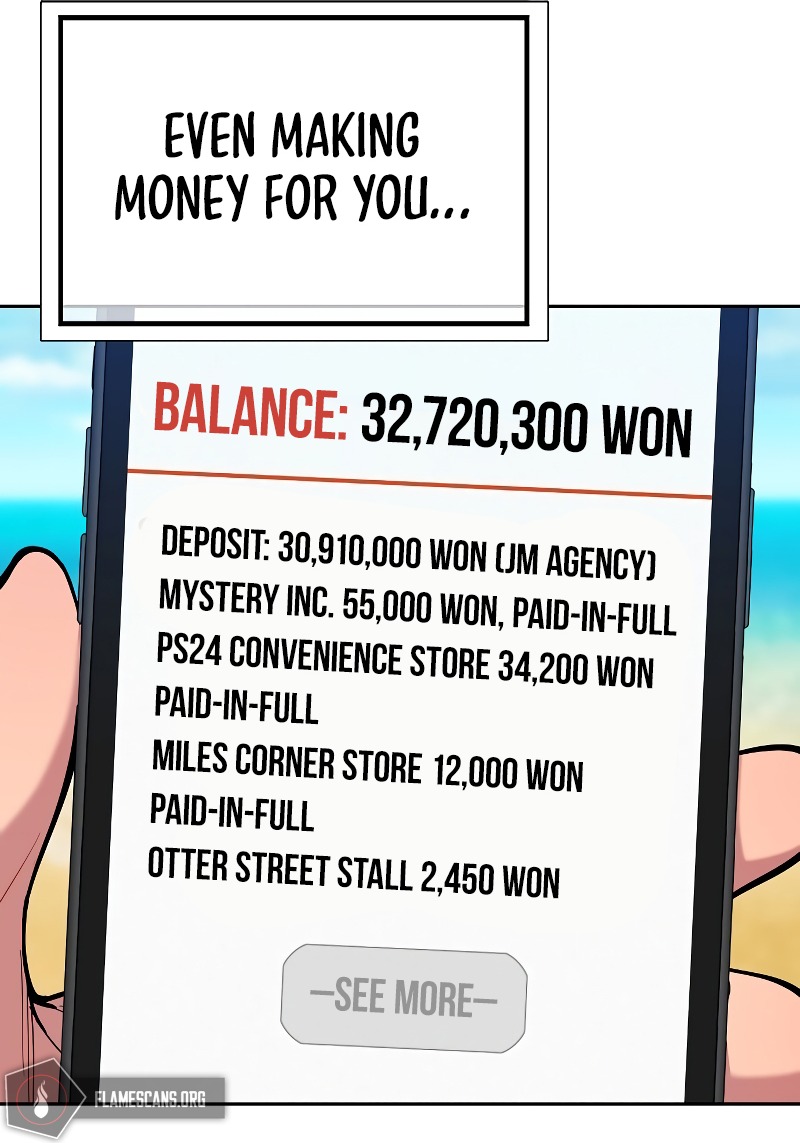 EVEN MAKING
MONEY FOR YOU...
BALANCE: 32,720,300 WON
DEPOSIT: 30,910,000 WON (JM AGENCY)
MYSTERY INC. 55,000 WON, PAID-IN-FULL
PS24 CONVENIENCE STORE 34,200 WON
PAID-IN-FULL
MILES CORNER STORE 12,000 WON
PAID-IN-FULL
OTTER STREET STALL 2,450 WON
–SEE MORE–
FLAMESCANS.ORG